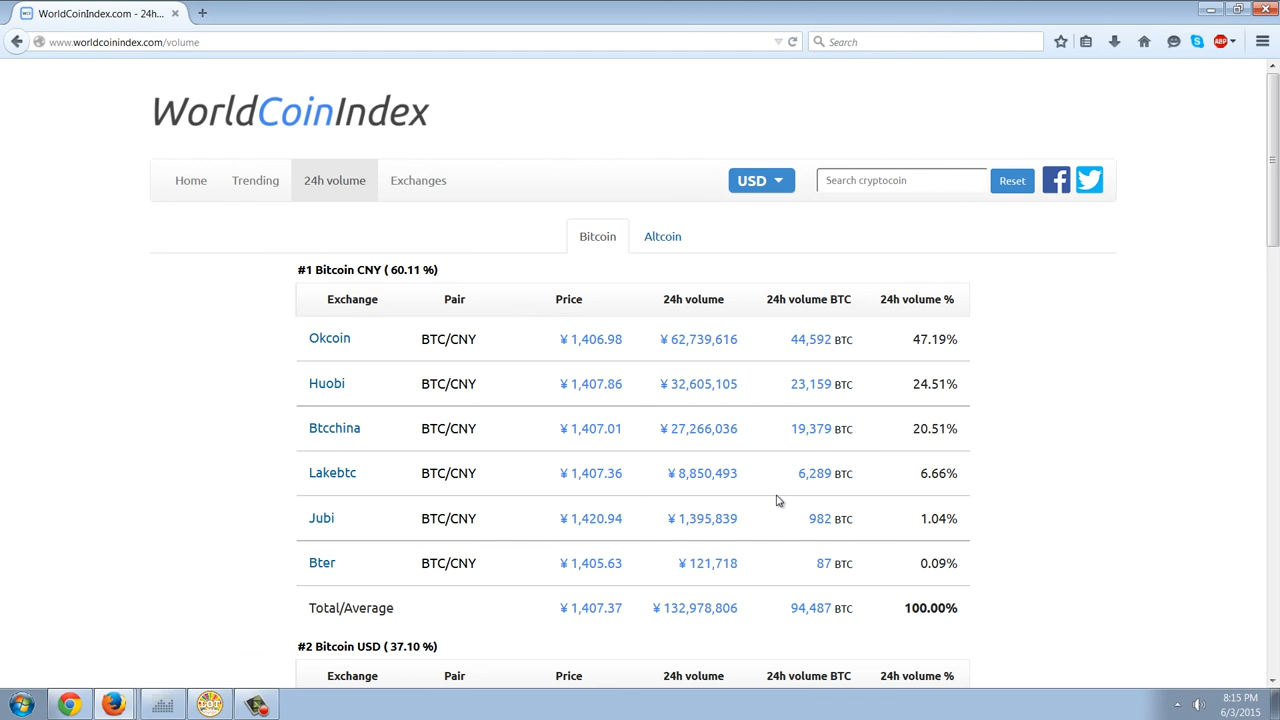 WorldCoinIndex.com - 24h...
www.worldcoinindex.com/volume
Search
ABP
WorldCoinIndex
Home Trending 24h volume Exchanges USD Search cryptocoin Reset
Bitcoin Altcoin
#1 Bitcoin CNY ( 60.11 %)
Exchange Pair Price 24h volume 24h volume BTC 24h volume %
Okcoin BTC/CNY ¥ 1,406.98 ¥ 62,739,616 44,592 BTC 47.19%
Huobi BTC/CNY ¥ 1,407.86 ¥ 32,605,105 23,159 BTC 24.51%
Btcchina BTC/CNY ¥ 1,407.01 ¥ 27,266,036 19,379 BTC 20.51%
Lakebtc BTC/CNY ¥ 1,407.36 ¥ 8,850,493 6,289 BTC 6.66%
Jubi BTC/CNY ¥ 1,420.94 ¥ 1,395,839 982 BTC 1.04%
Bter BTC/CNY ¥ 1,405.63 ¥ 121,718 87 BTC 0.09%
Total/Average ¥ 1,407.37 ¥ 132,978,806 94,487 BTC 100.00%
#2 Bitcoin USD ( 37.10 %)
Exchange Pair Price 24h volume 24h volume BTC 24h volume %
8:15 PM
6/3/2015